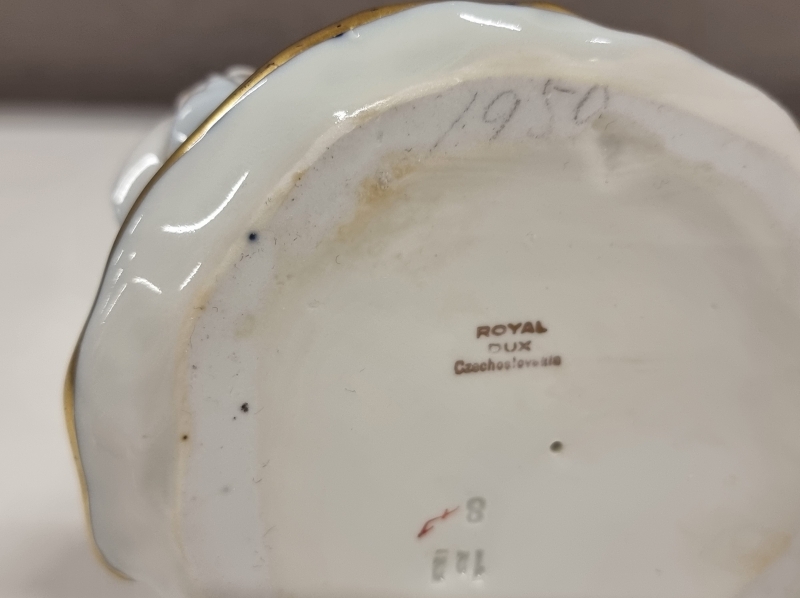 1950
ROYAL
DUX
Czechoslovakia
8